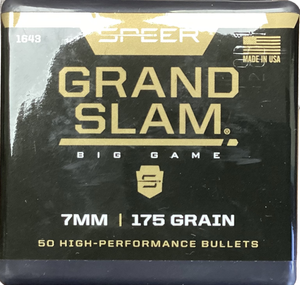 SPEER
1643
MADE IN USA
GRAND
SLAM®
BIG GAME
S
7MM | 175 GRAIN
50 HIGH-PERFORMANCE BULLETS